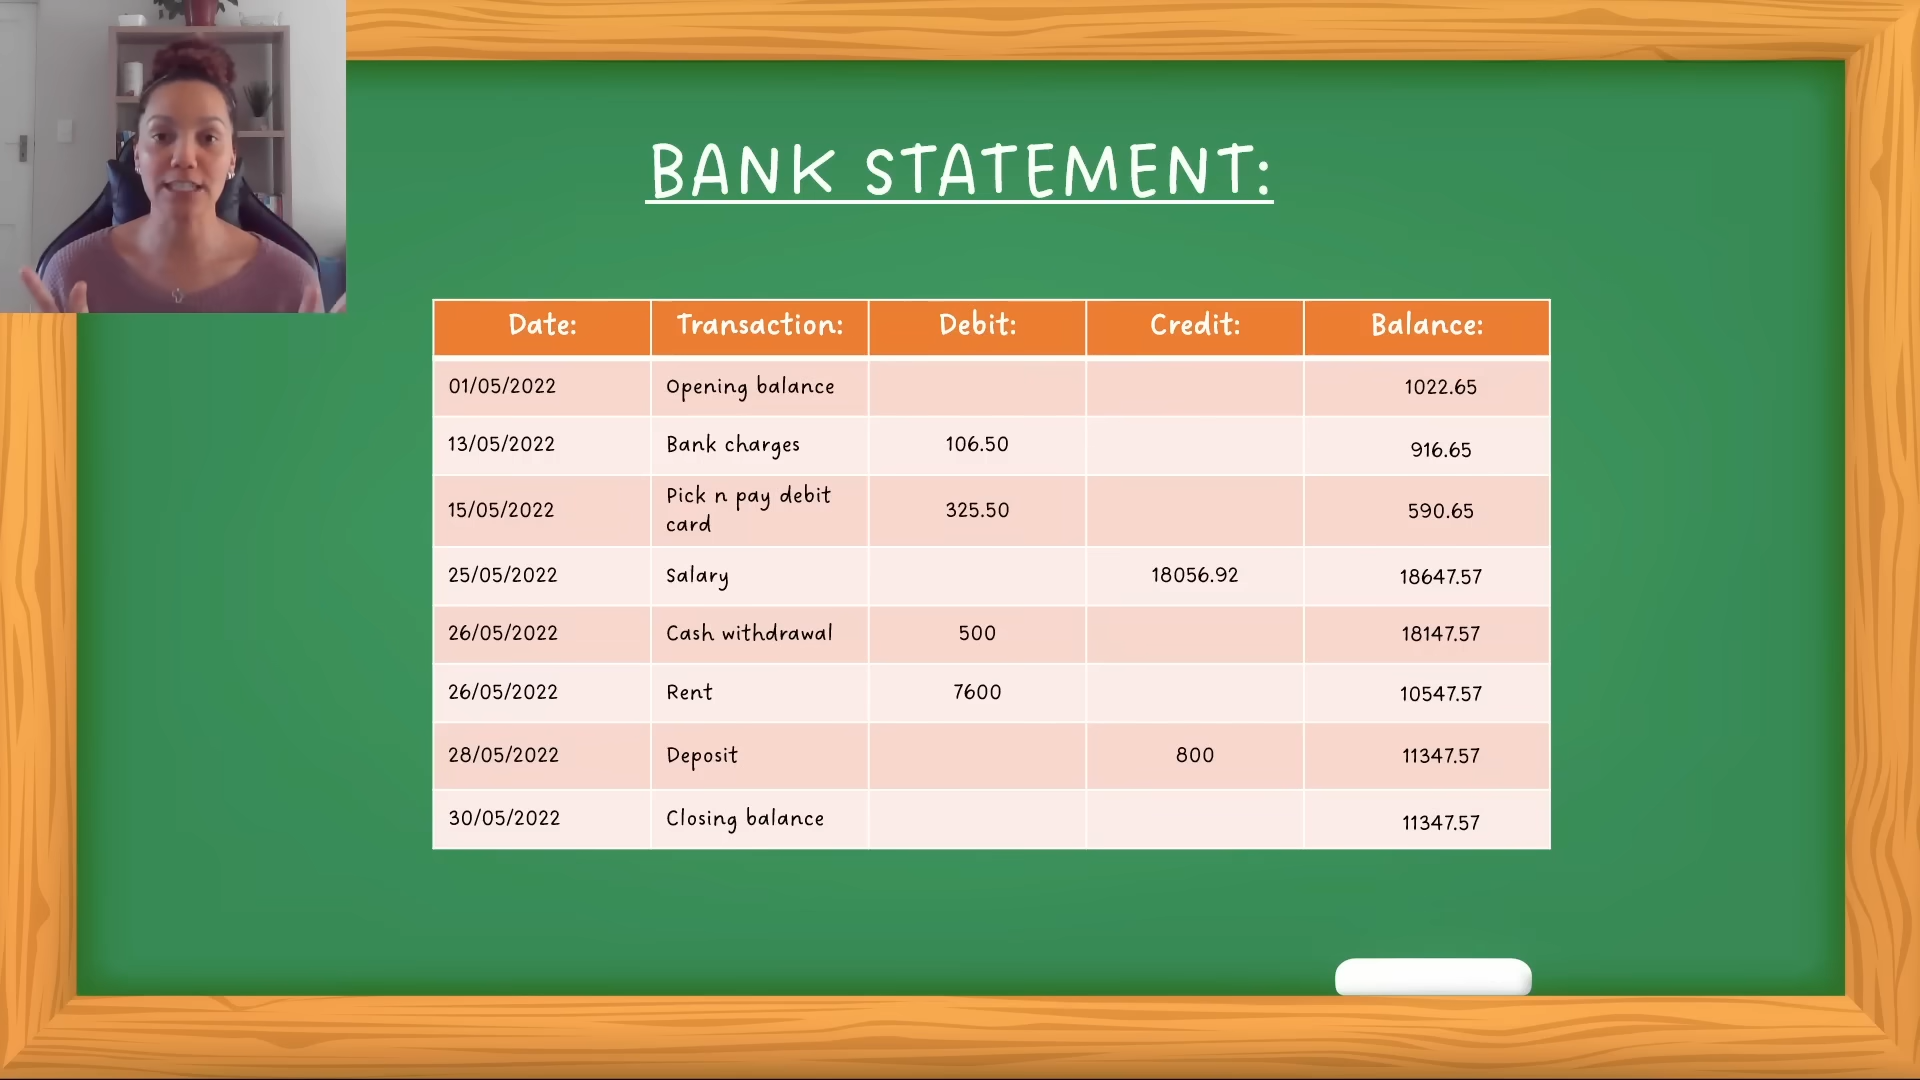 BANK STATEMENT:
Date: Transaction: Debit: Credit: Balance:
01/05/2022 Opening balance 1022.65
13/05/2022 Bank charges 106.50 916.65
15/05/2022 Pick n pay debit card 325.50 590.65
25/05/2022 Salary 18056.92 18647.57
26/05/2022 Cash withdrawal 500 18147.57
26/05/2022 Rent 7600 10547.57
28/05/2022 Deposit 800 11347.57
30/05/2022 Closing balance 11347.57